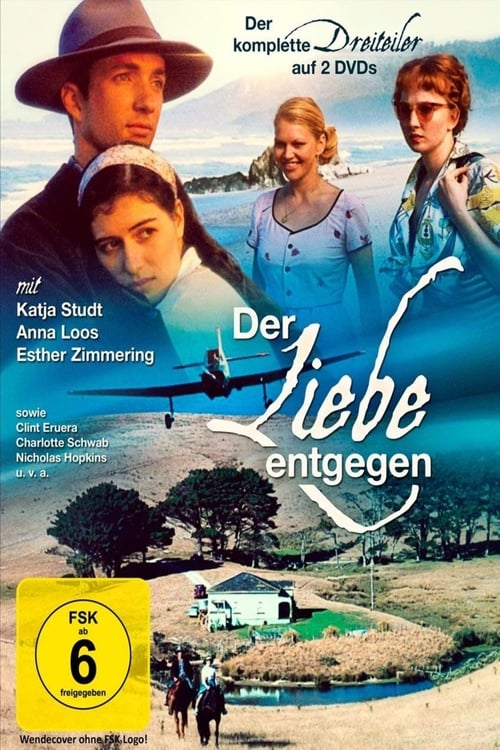 Der
komplette Dreiteiler
auf 2 DVDs
mit
Katja Studt
Anna Loos
Esther Zimmering
sowie
Clint Eruera
Charlotte Schwab
Nicholas Hopkins
u. v. a.
Der
Liebe
entgegen
FSK
ab
6
freigegeben
Wendecover ohne FSK Logo!